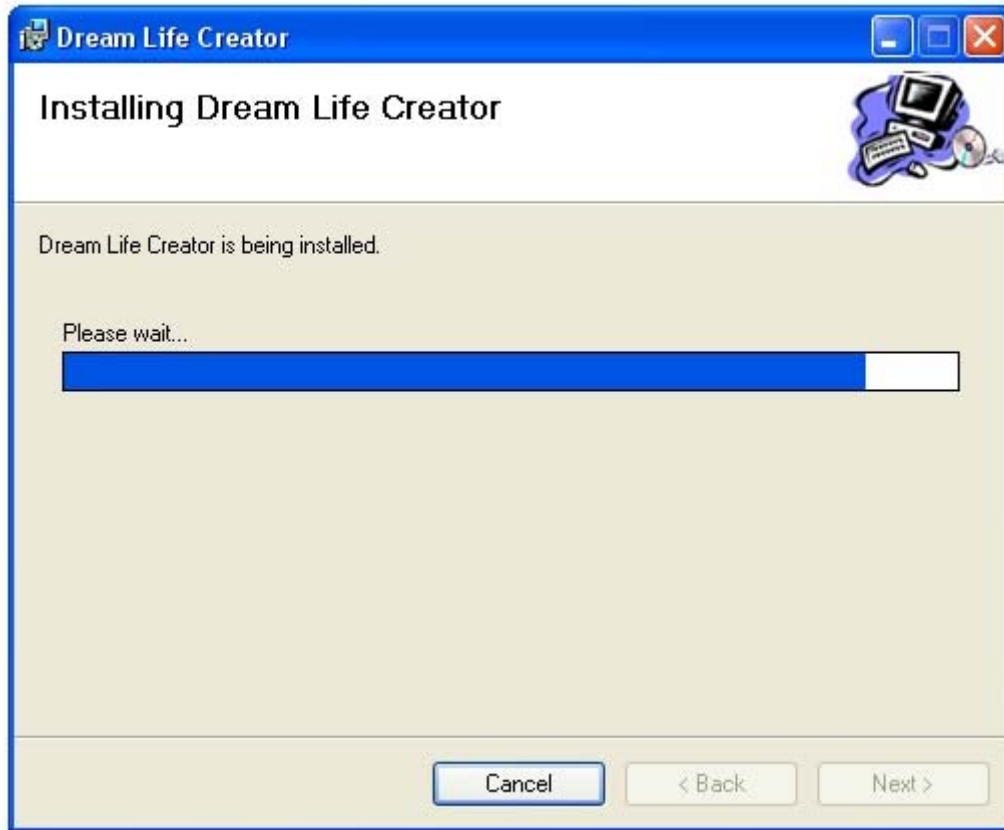 Dream Life Creator
Installing Dream Life Creator
Dream Life Creator is being installed.
Please wait...
Cancel
< Back
Next >